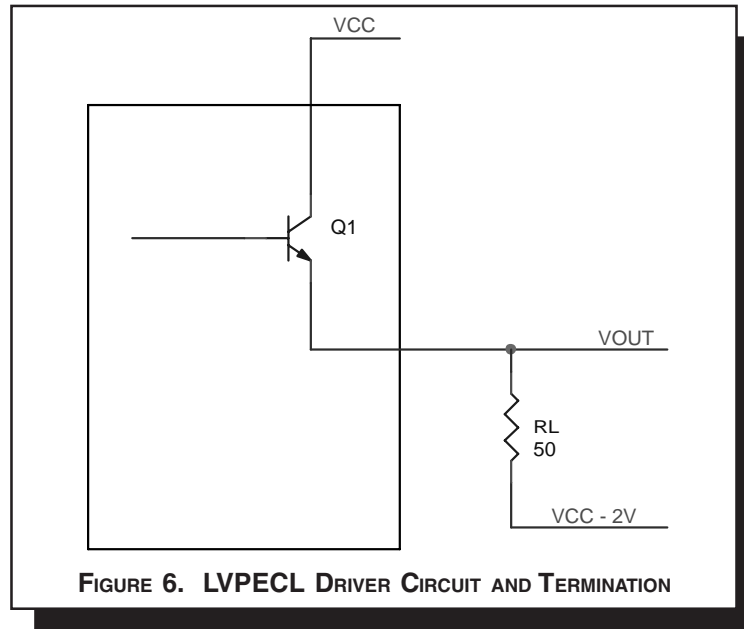 VCC
Q1
VOUT
RL
50
VCC - 2V
FIGURE 6. LVPECL DRIVER CIRCUIT AND TERMINATION